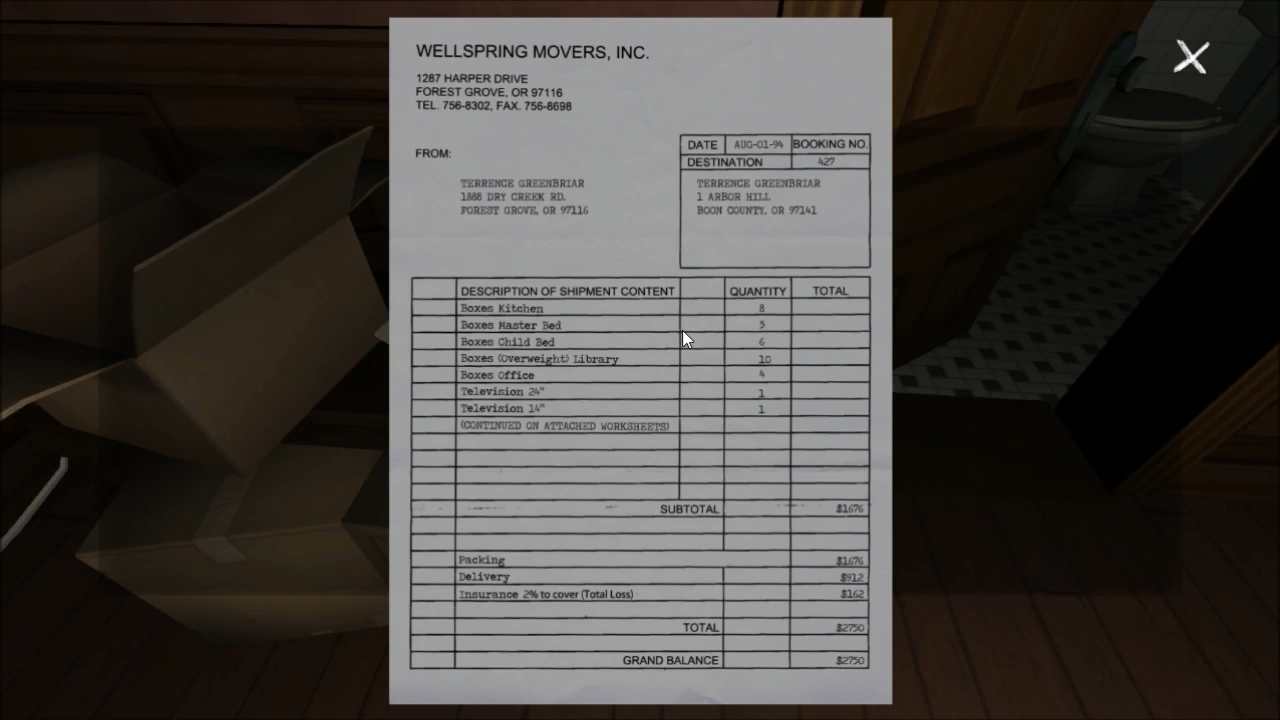 WELLSPRING MOVERS, INC.
1287 HARPER DRIVE
FOREST GROVE, OR 97116
TEL. 756-8302, FAX. 756-8698
DATE AUG-01-94 BOOKING NO.
DESTINATION 427
FROM:
TERRENCE GREENBRIAR
1888 DRY CREEK RD.
FOREST GROVE, OR 97116
TERRENCE GREENBRIAR
1 ARBOR HILL
BOON COUNTY, OR 97141
DESCRIPTION OF SHIPMENT CONTENT QUANTITY TOTAL
Boxes Kitchen 8
Boxes Master Bed 5
Boxes Child Bed 6
Boxes (Overweight) Library 10
Boxes Office 4
Television 24" 1
Television 14" 1
(CONTINUED ON ATTACHED WORKSHEETS)
SUBTOTAL $1676
Packing $1676
Delivery $912
Insurance 2% to cover (Total Loss) $162
TOTAL $2750
GRAND BALANCE $2750